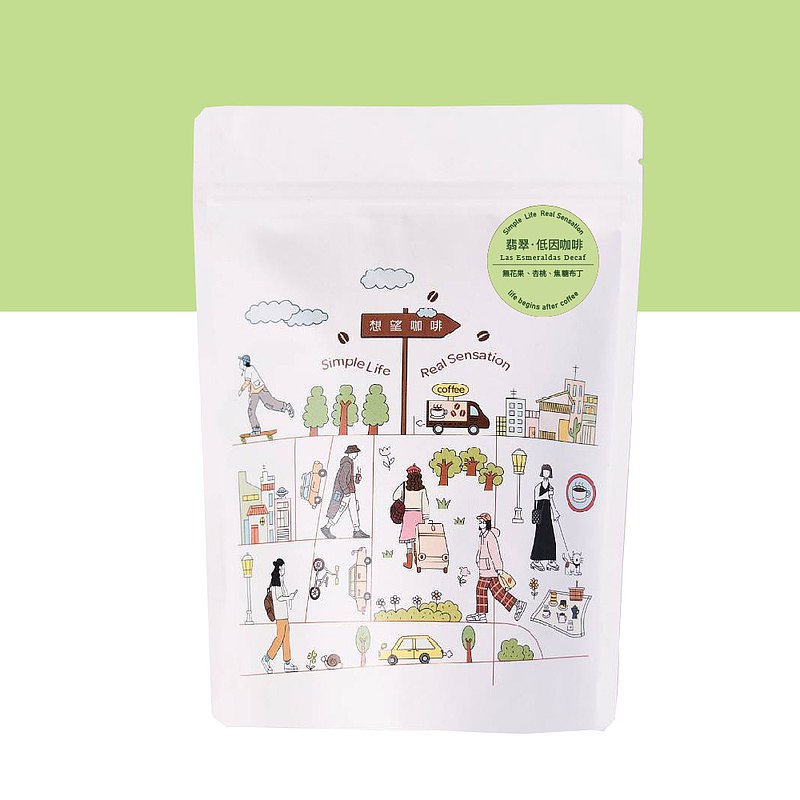 Simple Life Real Sensation
翡翠·低因咖啡
Las Esmeraldas Decaf
無花果、杏桃、焦糖布丁
life begins after coffee
想望咖啡
Simple Life Real Sensation
coffee